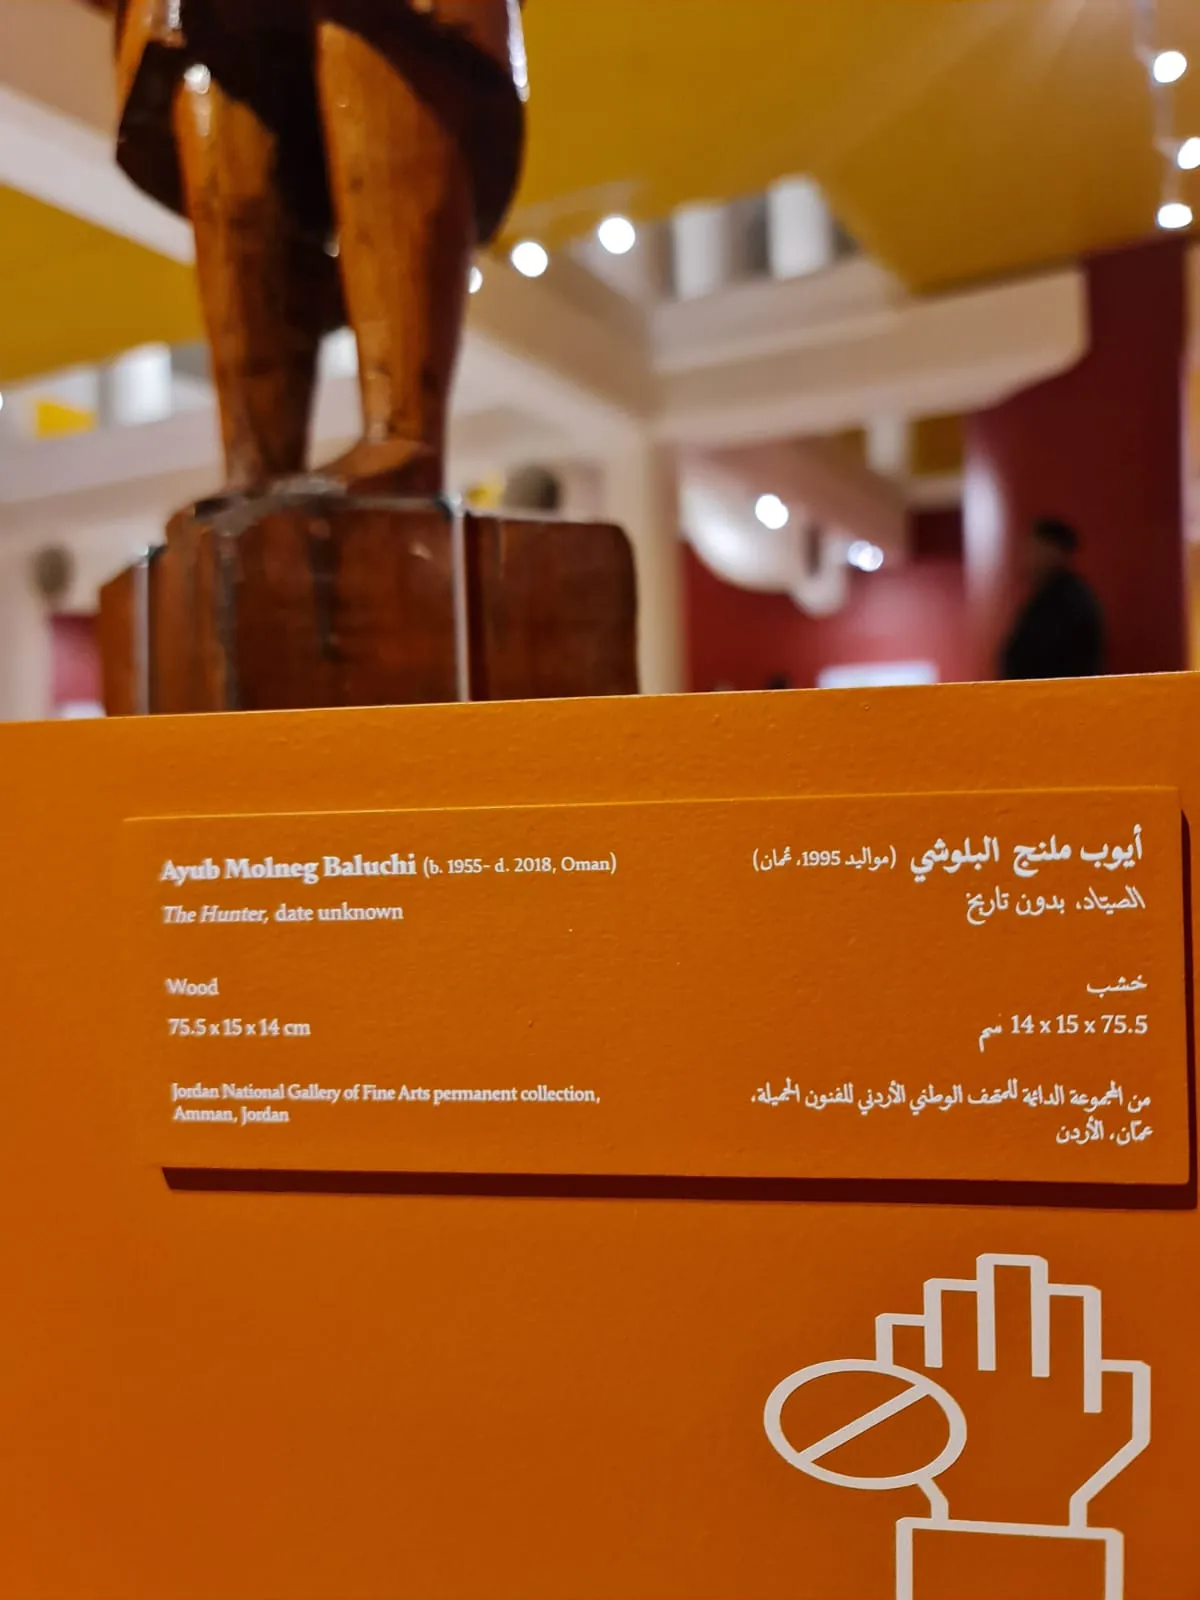 Ayub Molneg Baluchi (b. 1955- d. 2018, Oman)
The Hunter, date unknown
Wood
75.5 x 15 x 14 cm
Jordan National Gallery of Fine Arts permanent collection,
Amman, Jordan
أيوب ملنج البلوشي (مواليد 1995، عُمان)
الصيّاد، بدون تاريخ
خشب
75.5 x 15 x 14 سم
من المجموعة الدائمة للمتحف الوطني الأردني للفنون الجميلة،
عمّان، الأردن